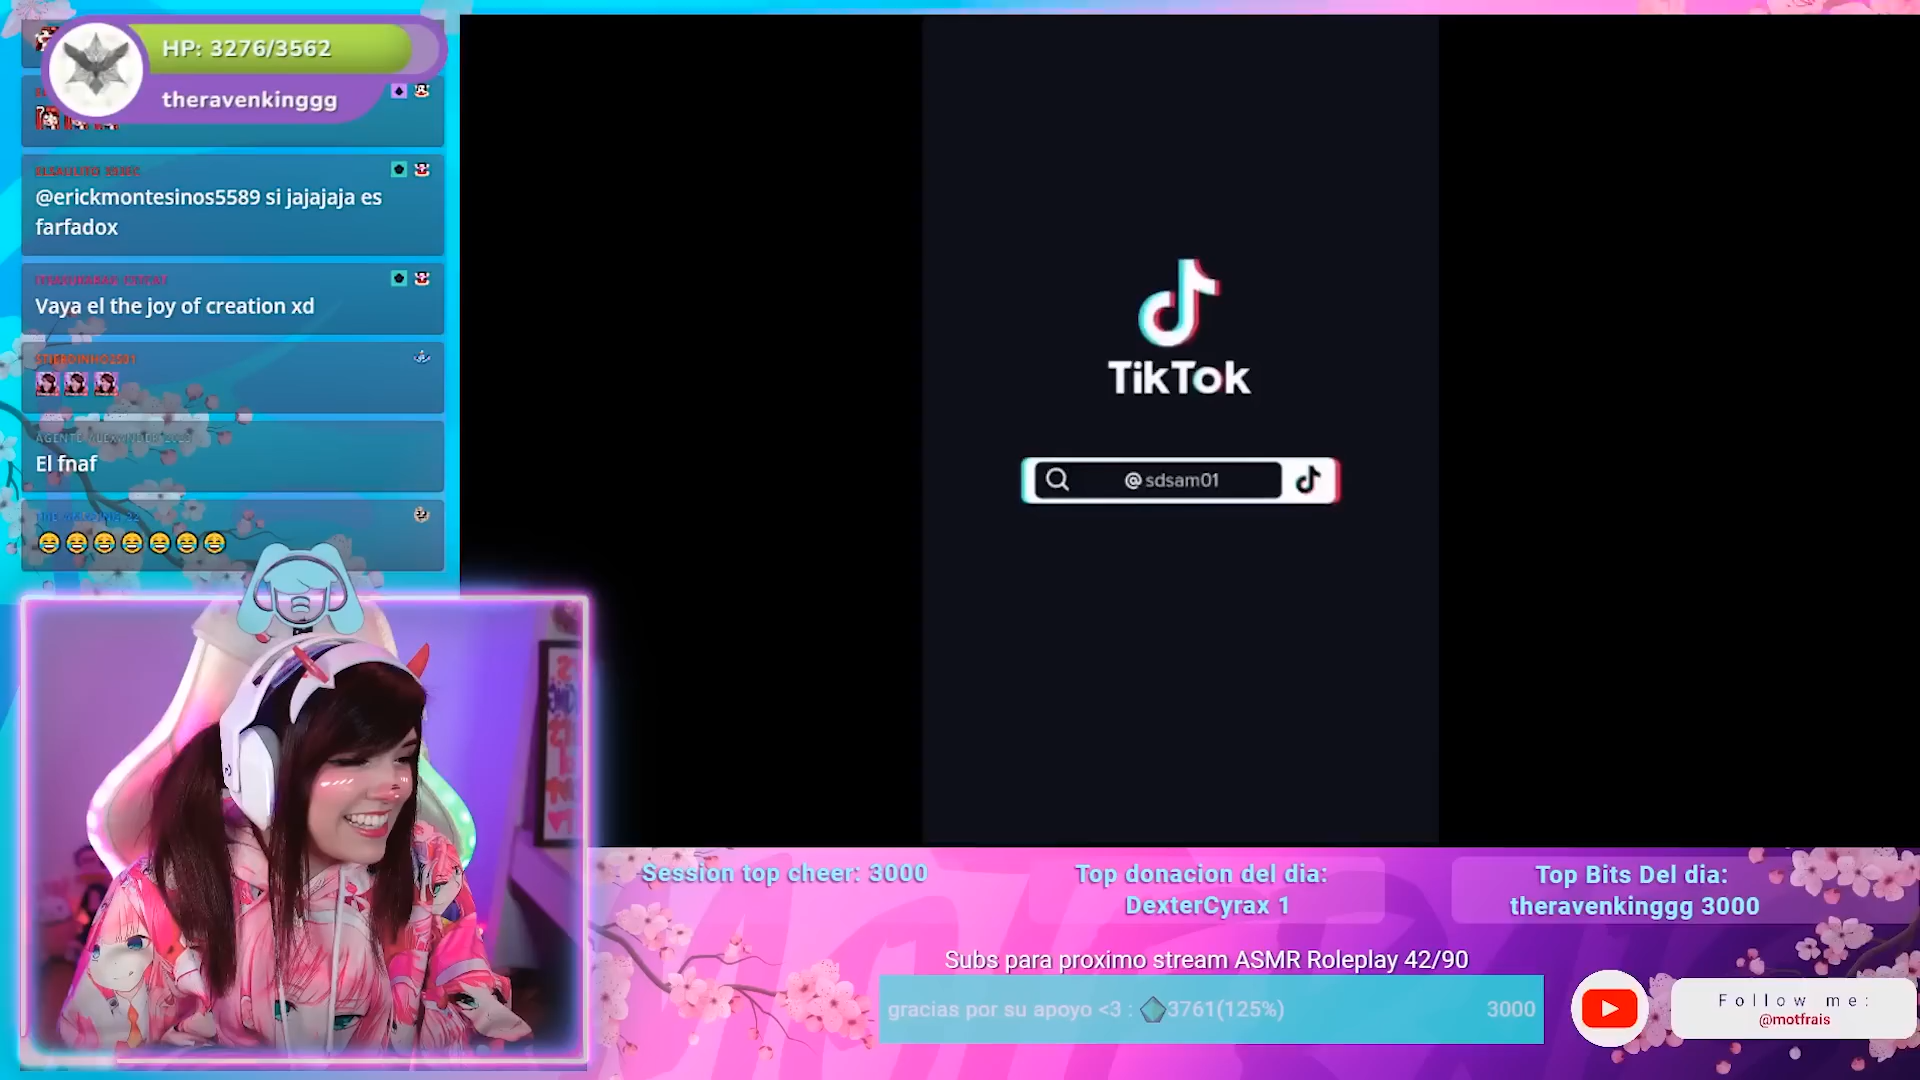 HP: 3276/3562
theravenkinggg
@erickmontesinos5589 si jajajaja es
farfadox
Vaya el the joy of creation xd
El fnaf
TikTok
@sdsam01
Session top cheer: 3000
Top donacion del dia:
DexterCyrax 1
Top Bits Del dia:
theravenkinggg 3000
Subs para proximo stream ASMR Roleplay 42/90
gracias por su apoyo <3 : 3761(125%)
3000
Follow me:
@motfrais